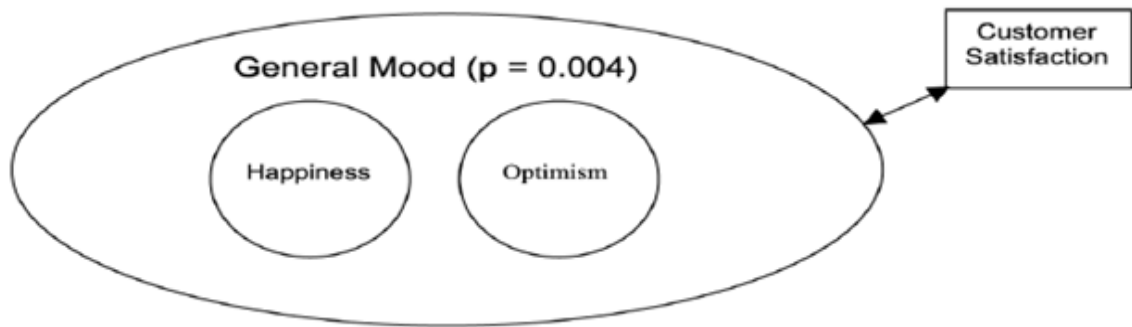 Customer
Satisfaction
General Mood (p = 0.004)
Happiness
Optimism